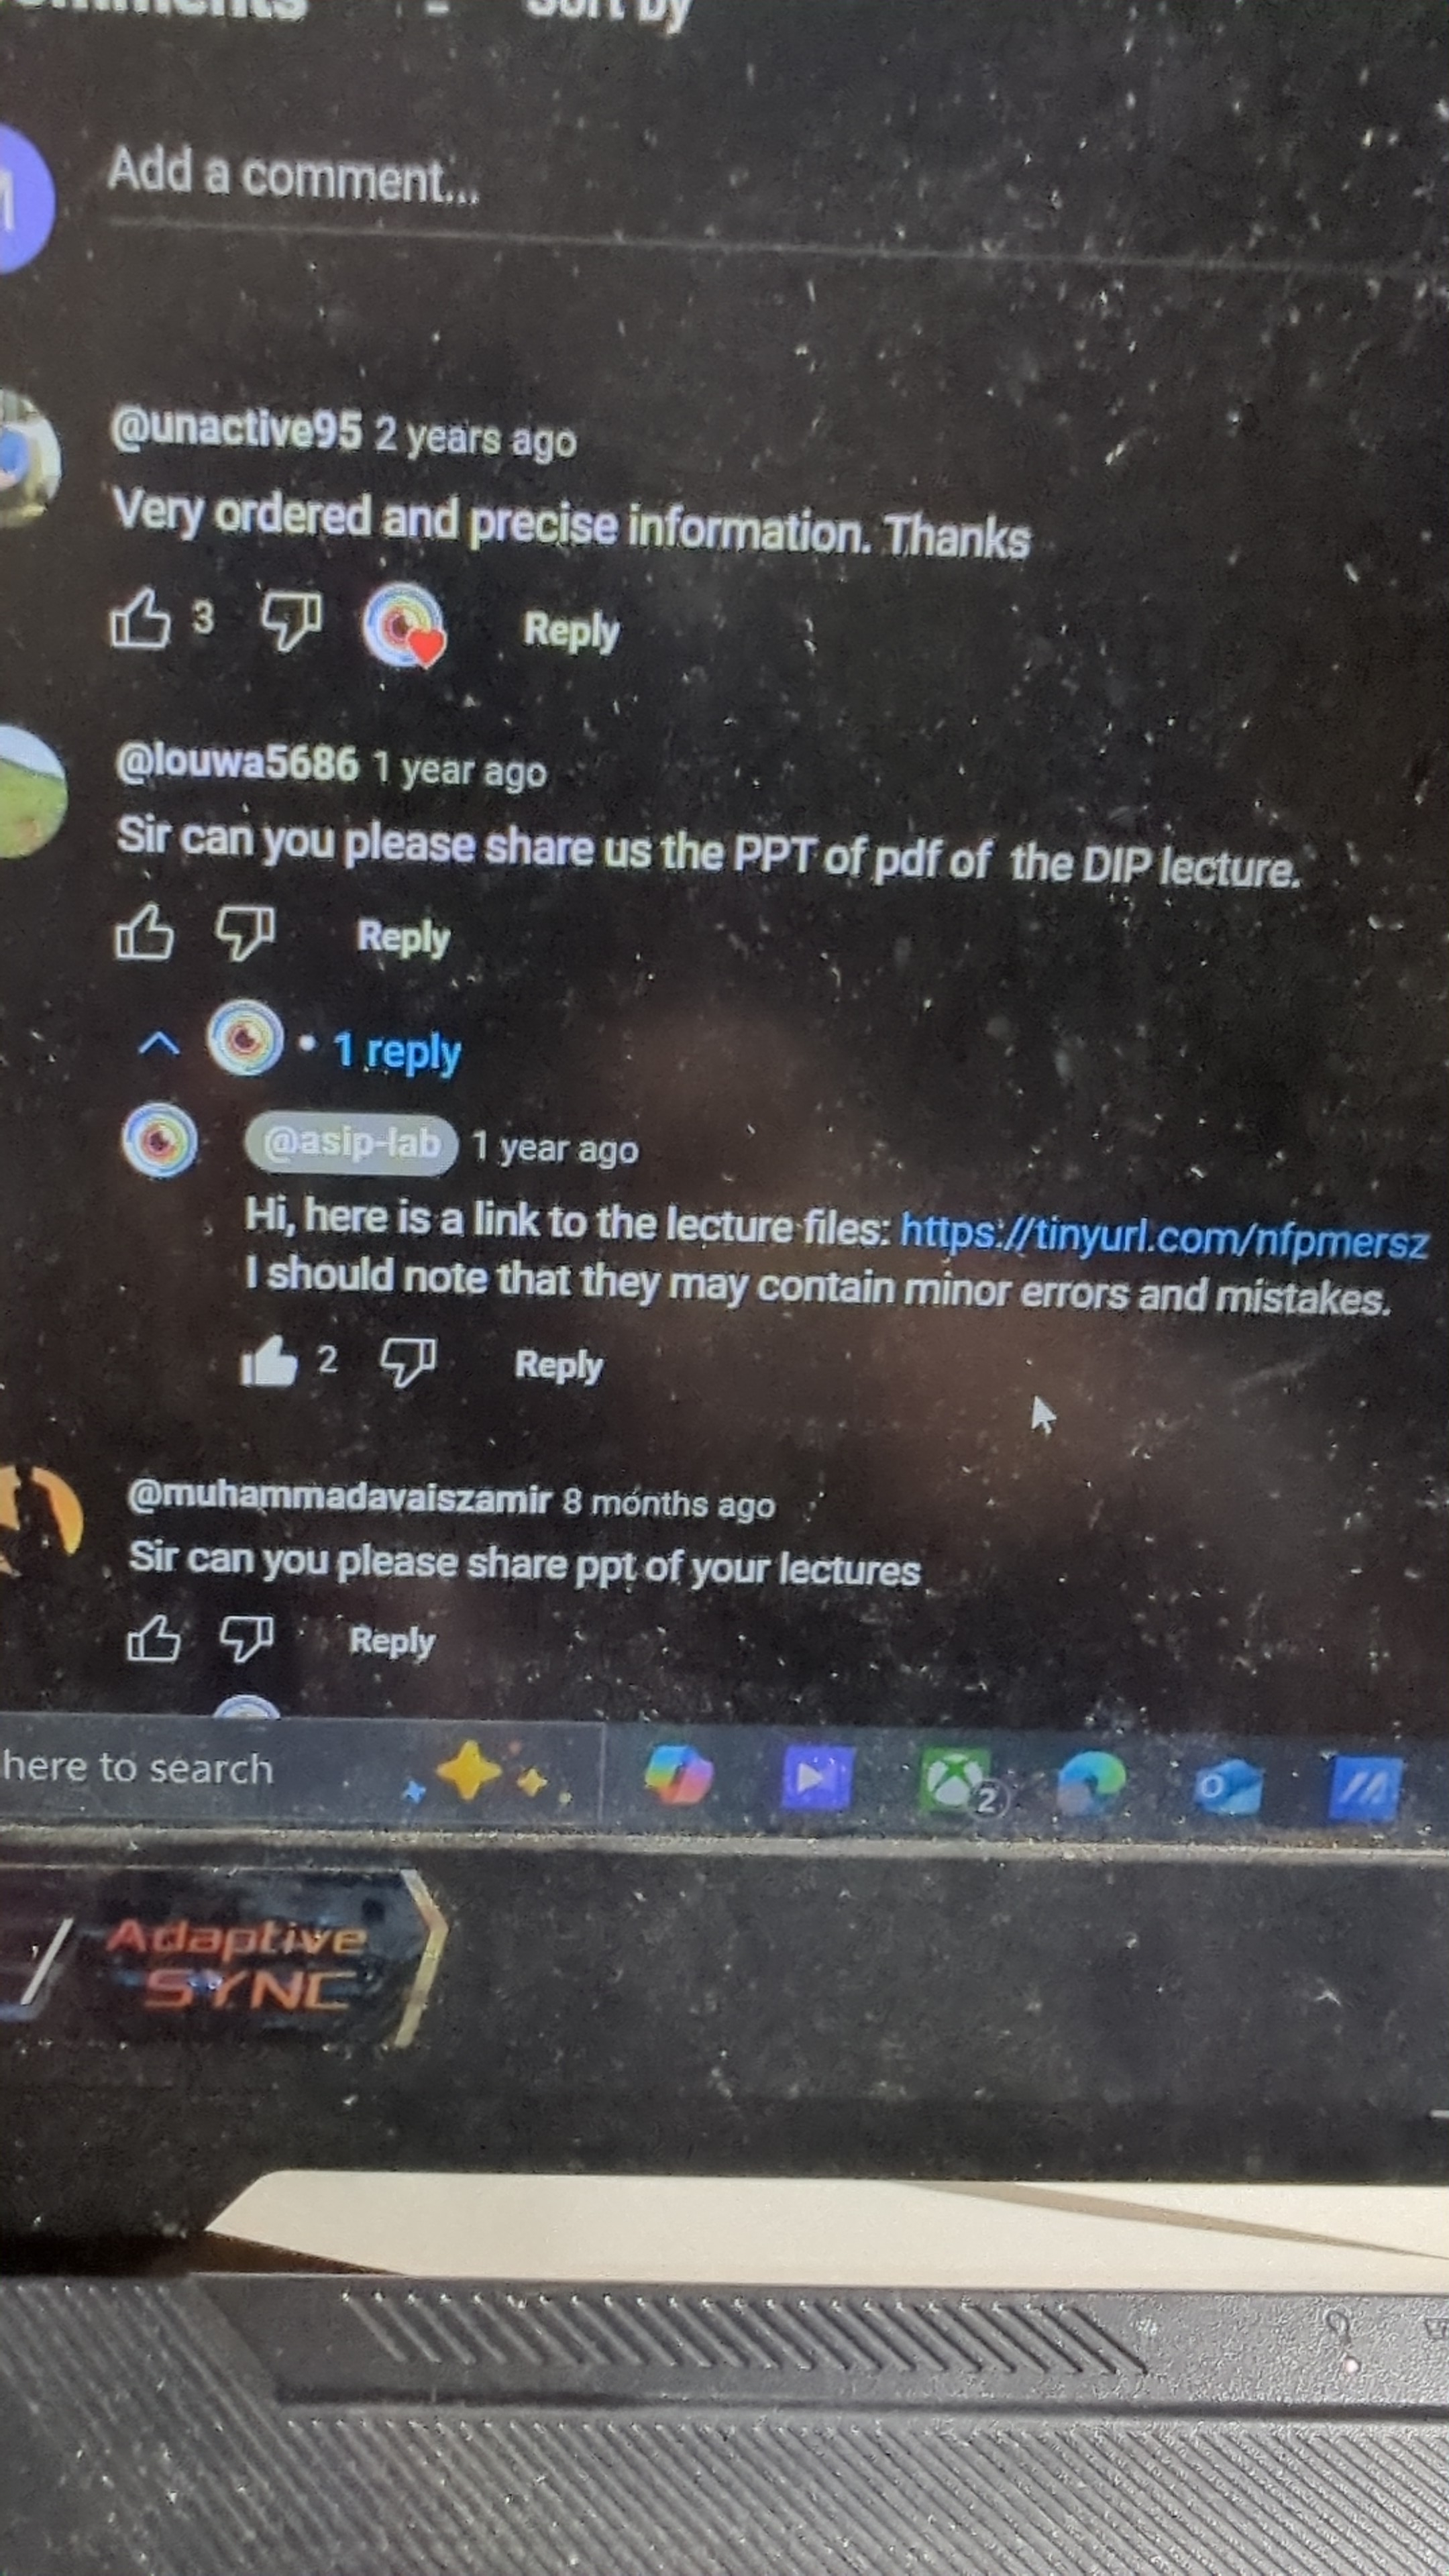 Comments
Sort by
Add a comment...
@unactive95 2 years ago
Very ordered and precise information. Thanks
3
Reply
@louwa5686 1 year ago
Sir can you please share us the PPT of pdf of the DIP lecture.
Reply
1 reply
@asip-lab 1 year ago
Hi, here is a link to the lecture files: https://tinyurl.com/nfpmersz
I should note that they may contain minor errors and mistakes.
2
Reply
@muhammadavaiszamir 8 months ago
Sir can you please share ppt of your lectures
Reply
here to search
2
Adaptive
SYNC